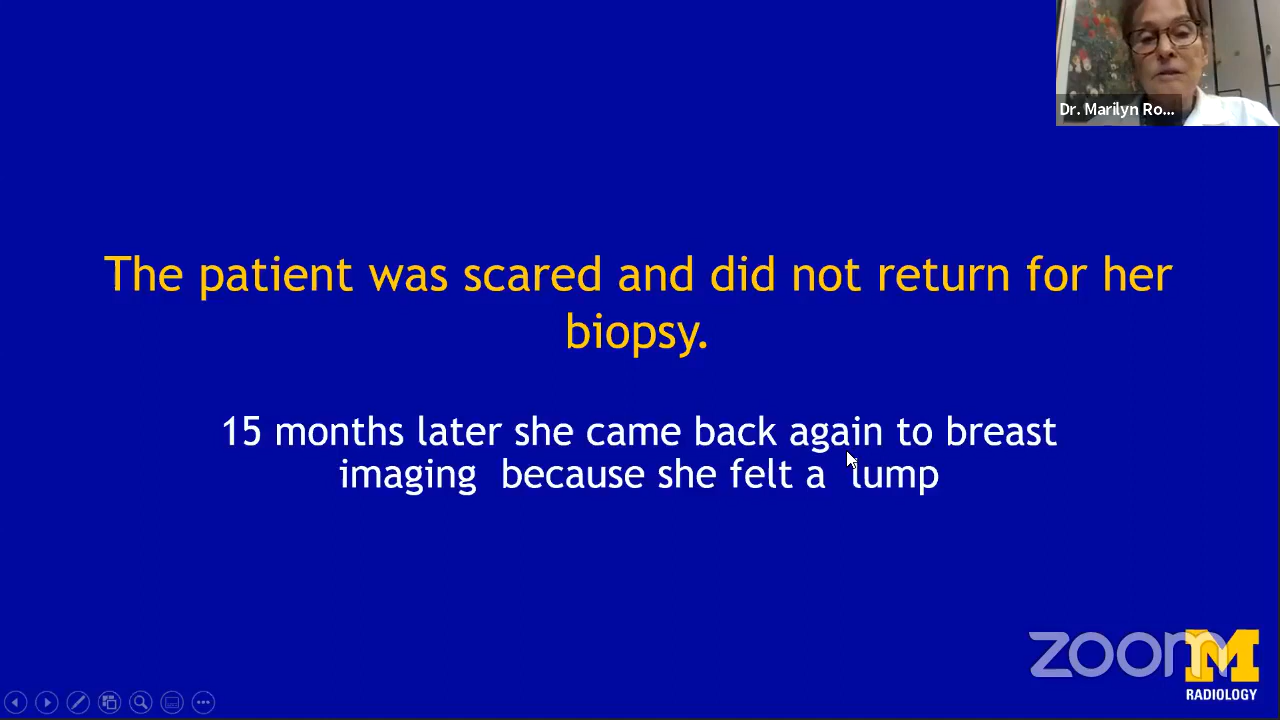 Dr. Marilyn Ro...
The patient was scared and did not return for her
biopsy.
15 months later she came back again to breast
imaging because she felt a lump
zoom
M
RADIOLOGY